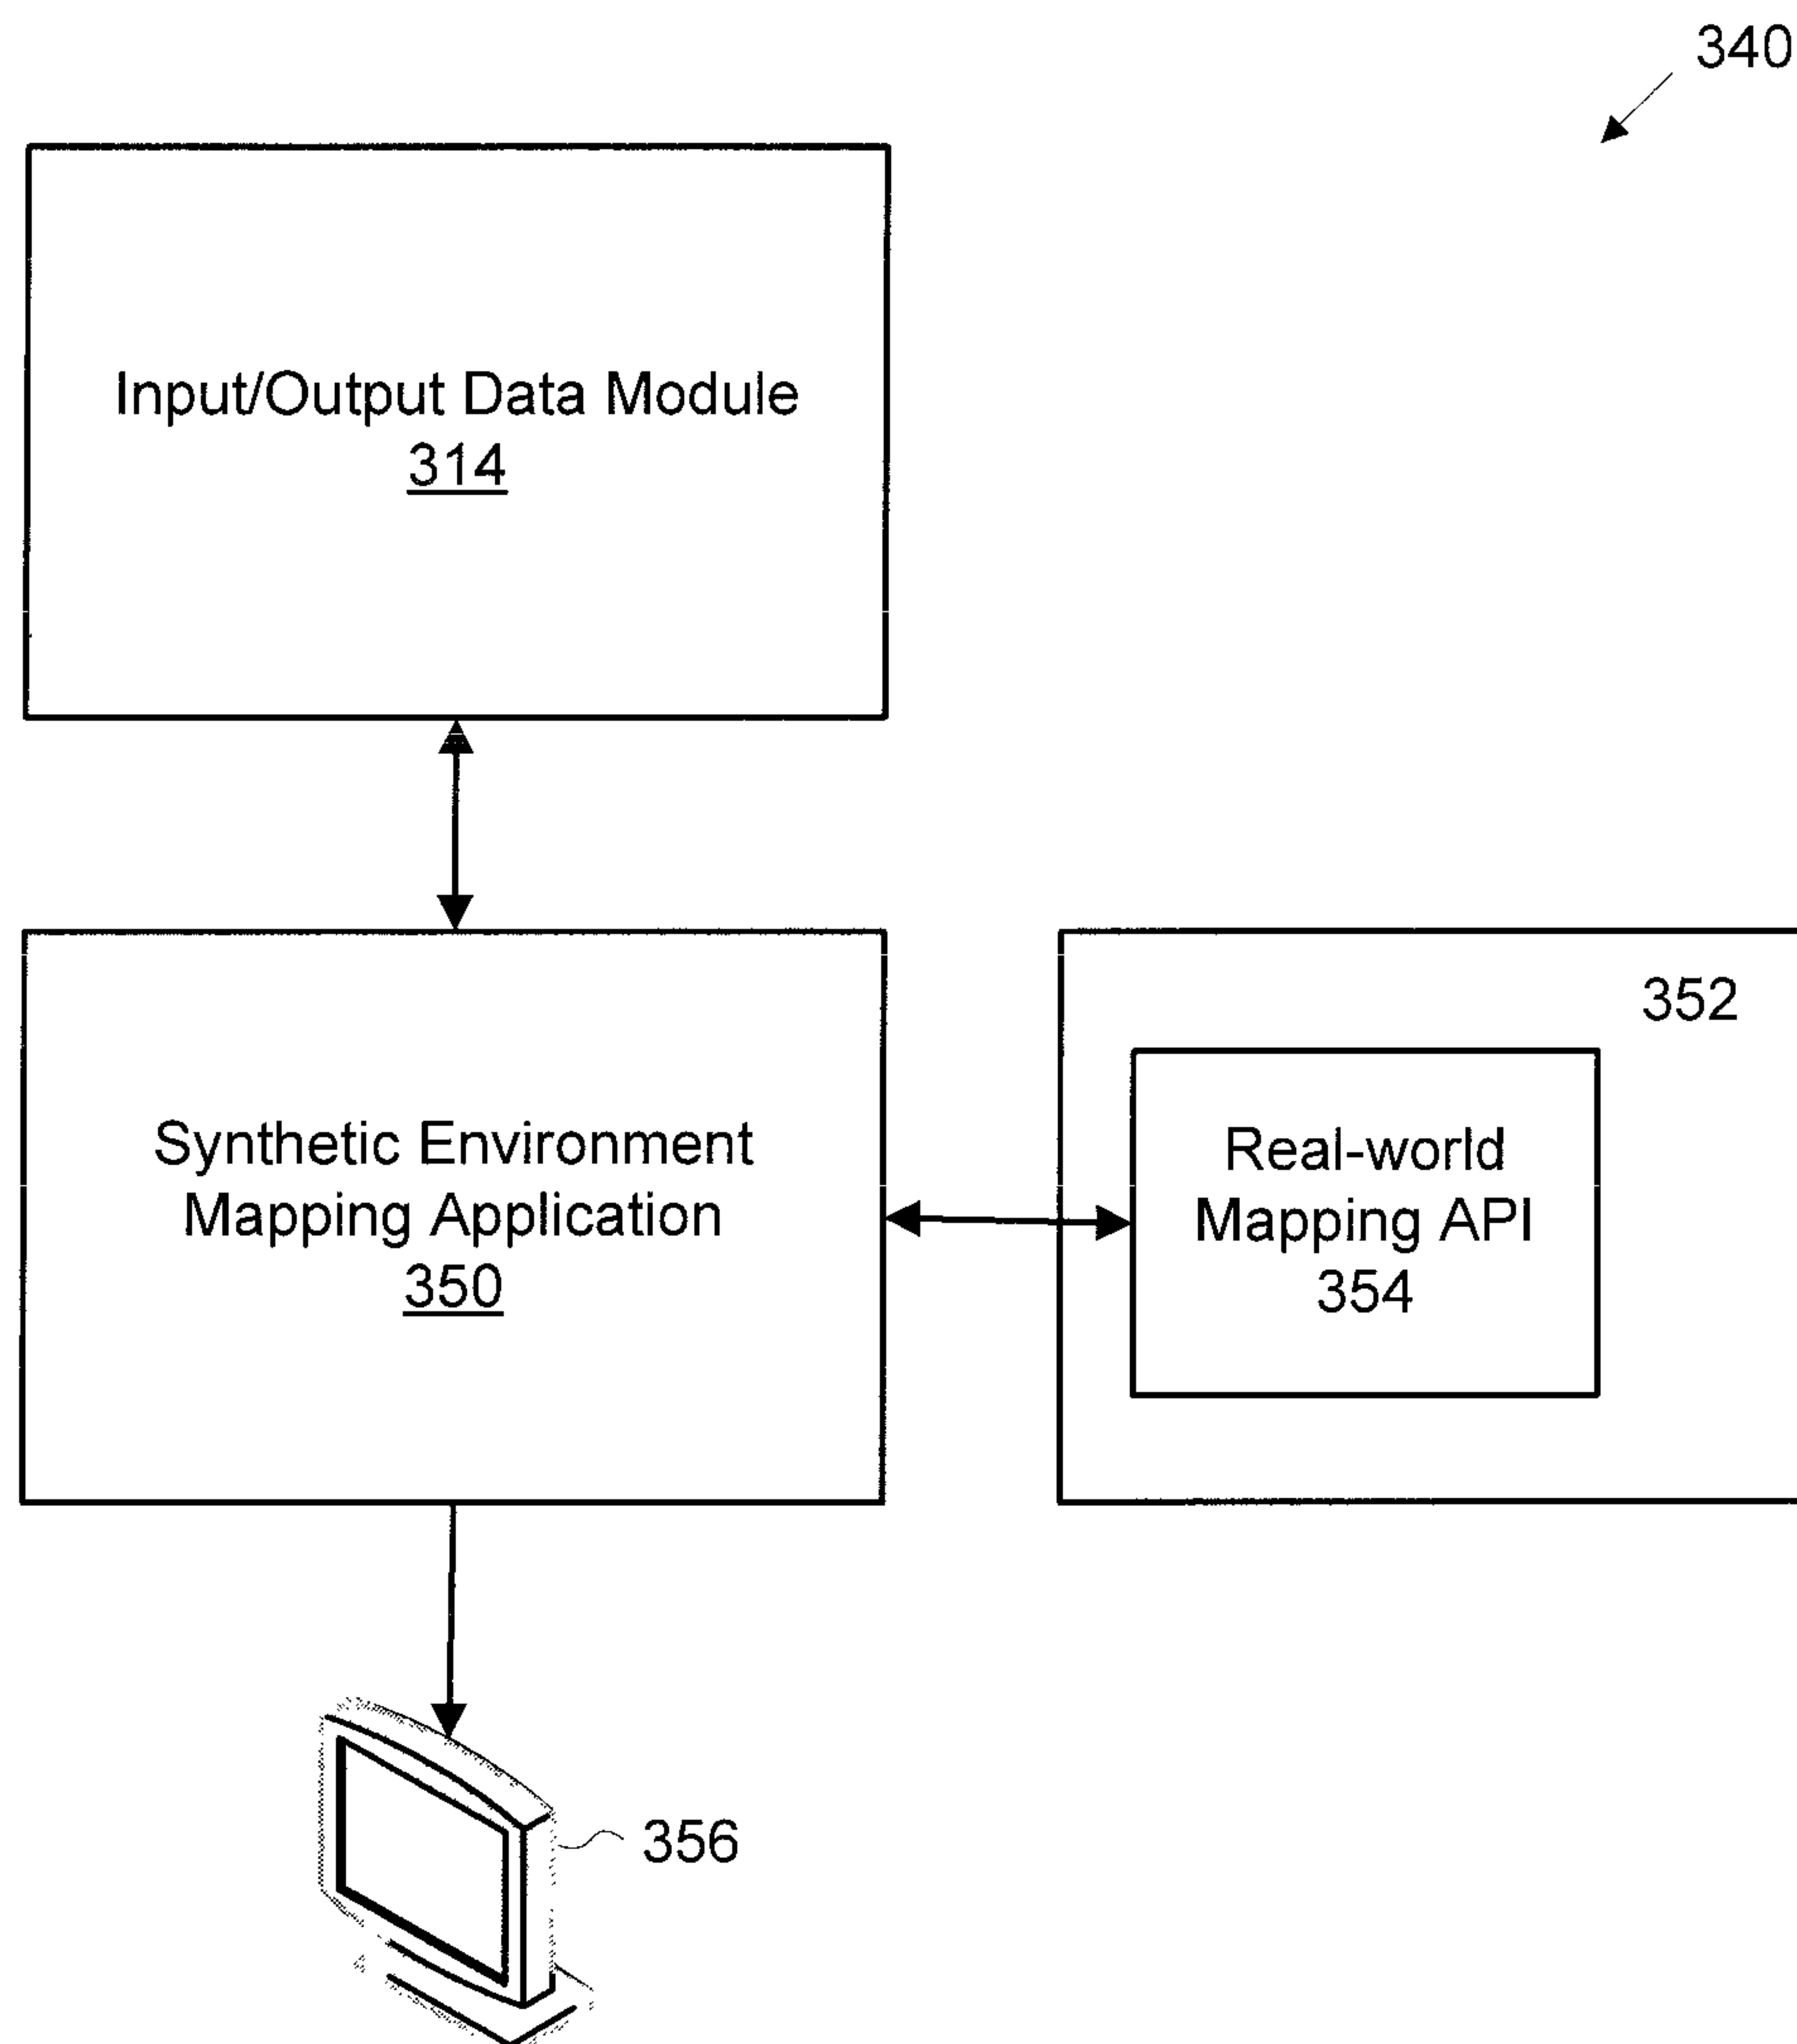 340
Input/Output Data Module
314
352
Synthetic Environment
Mapping Application
350
Real-world
Mapping API
354
356